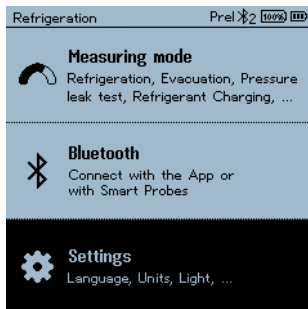 Refrigeration Prel 2 100%
Measuring mode
Refrigeration, Evacuation, Pressure
leak test, Refrigerant Charging, ...
Bluetooth
Connect with the App or
with Smart Probes
Settings
Language, Units, Light, ...